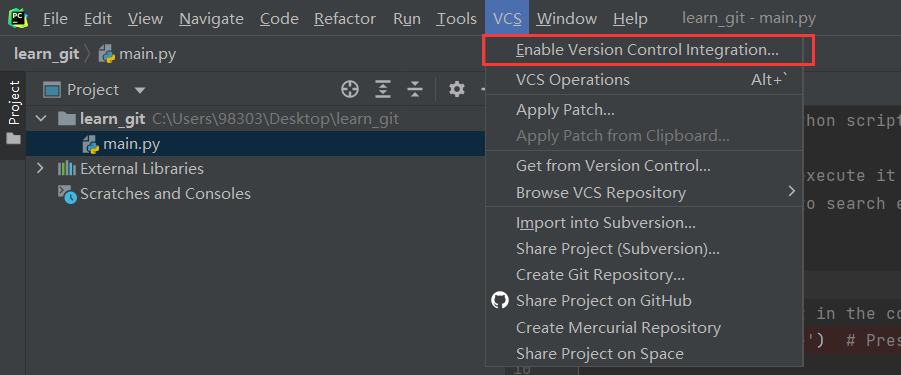 PC File Edit View Navigate Code Refactor Run Tools VCS Window Help learn_git - main.py
learn_git main.py
Enable Version Control Integration...
Project
Project
VCS Operations Alt+`
learn_git C:\Users\98303\Desktop\learn_git
Apply Patch...
hon script
main.py
Apply Patch from Clipboard...
External Libraries
Get from Version Control...
execute it
Scratches and Consoles
Browse VCS Repository
o search e
Import into Subversion...
Share Project (Subversion)...
Create Git Repository...
Share Project on GitHub
in the co
Create Mercurial Repository
') # Pres
Share Project on Space
10